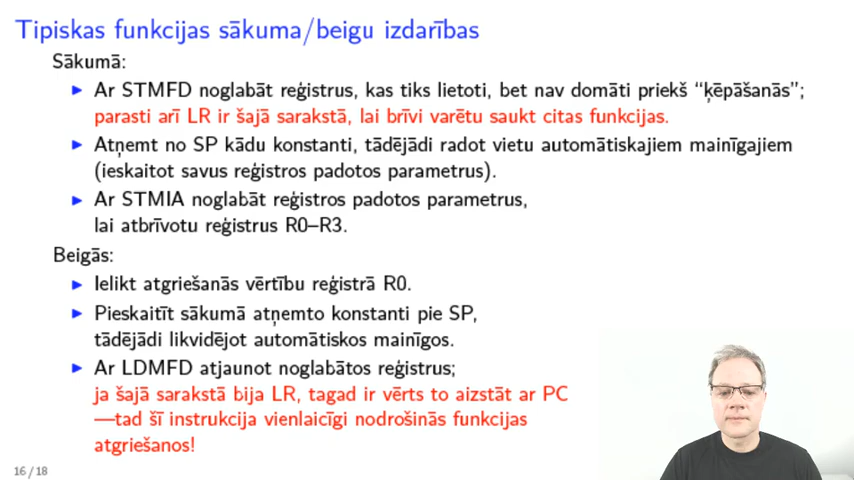 Tipiskas funkcijas sākuma/beigu izdarības
Sākumā:
Ar STMFD noglabāt reģistrus, kas tiks lietoti, bet nav domāti priekš “ķēpāšanās”;
parasti arī LR ir šajā sarakstā, lai brīvi varētu saukt citas funkcijas.
Atņemt no SP kādu konstanti, tādējādi radot vietu automātiskajiem mainīgajiem
(ieskaitot savus reģistros padotos parametrus).
Ar STMIA noglabāt reģistros padotos parametrus,
lai atbrīvotu reģistrus R0–R3.
Beigās:
Ielikt atgriešanās vērtību reģistrā R0.
Pieskaitīt sākumā atņemto konstanti pie SP,
tādējādi likvidējot automātiskos mainīgos.
Ar LDMFD atjaunot noglabātos reģistrus;
ja šajā sarakstā bija LR, tagad ir vērts to aizstāt ar PC
—tad šī instrukcija vienlaicīgi nodrošinās funkcijas
atgriešanos!
16 / 18